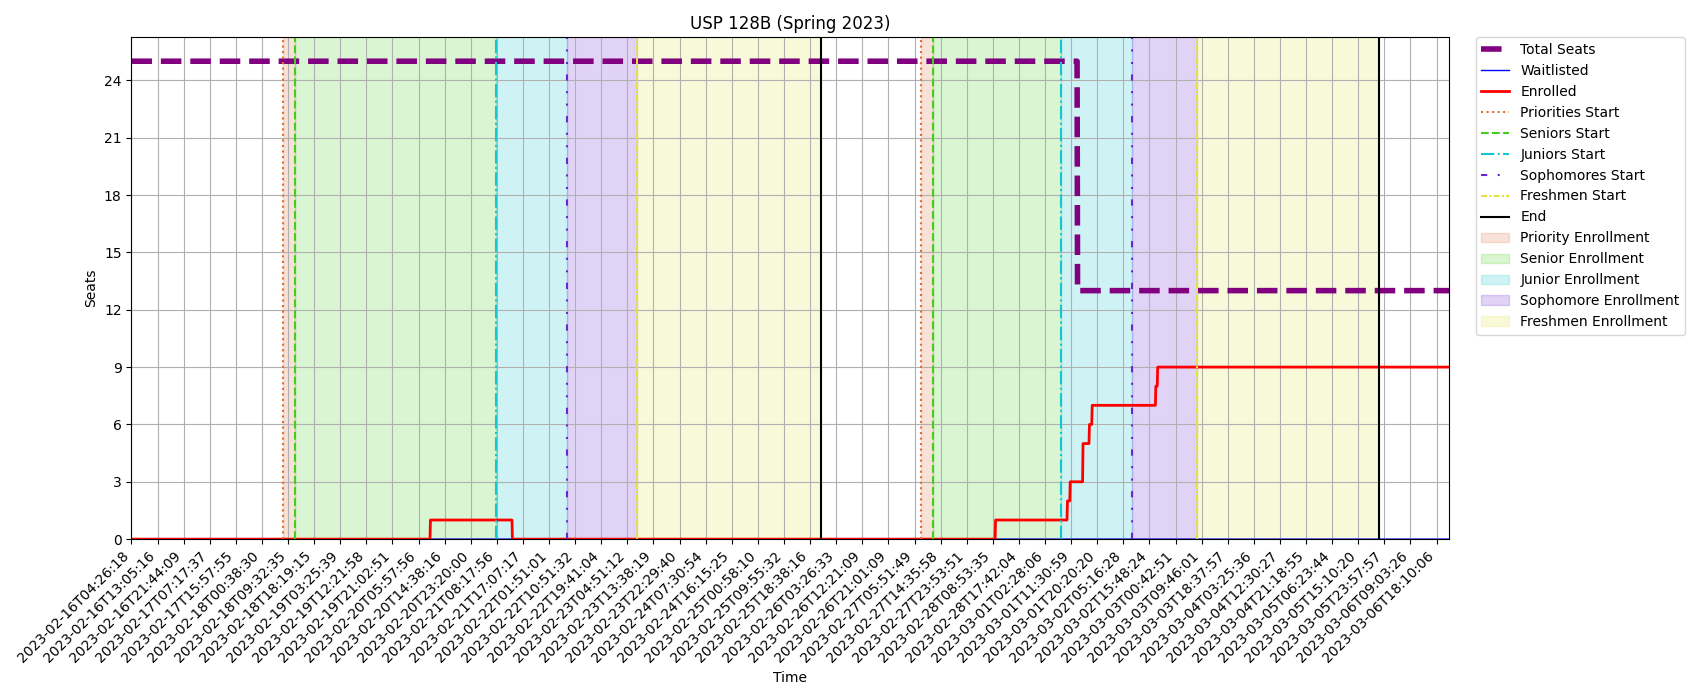 USP 128B (Spring 2023)
Total Seats
Waitlisted
Enrolled
Priorities Start
Seniors Start
Juniors Start
Sophomores Start
Freshmen Start
End
Priority Enrollment
Senior Enrollment
Junior Enrollment
Sophomore Enrollment
Freshmen Enrollment
Seats
24
21
18
15
12
9
6
3
0
2023-02-16T04:26:18
2023-02-16T13:05:16
2023-02-16T21:44:09
2023-02-17T07:17:37
2023-02-17T15:57:55
2023-02-18T00:38:30
2023-02-18T09:32:35
2023-02-18T18:19:15
2023-02-19T03:25:39
2023-02-19T12:21:58
2023-02-19T21:02:51
2023-02-20T05:57:56
2023-02-20T14:38:16
2023-02-20T23:20:00
2023-02-21T08:17:56
2023-02-21T17:07:17
2023-02-22T01:51:01
2023-02-22T10:51:32
2023-02-22T19:41:04
2023-02-23T04:51:12
2023-02-23T13:38:19
2023-02-23T22:29:40
2023-02-24T07:30:54
2023-02-24T16:15:25
2023-02-25T00:58:10
2023-02-25T09:55:32
2023-02-25T18:38:16
2023-02-26T03:26:33
2023-02-26T12:21:09
2023-02-26T21:01:09
2023-02-27T05:51:49
2023-02-27T14:35:58
2023-02-27T23:53:51
2023-02-28T08:53:35
2023-02-28T17:42:04
2023-03-01T02:28:06
2023-03-01T11:30:59
2023-03-01T20:20:20
2023-03-02T05:16:28
2023-03-02T15:48:24
2023-03-03T00:42:51
2023-03-03T09:46:01
2023-03-03T18:37:57
2023-03-04T03:25:36
2023-03-04T12:30:27
2023-03-04T21:18:55
2023-03-05T06:23:44
2023-03-05T15:10:20
2023-03-05T23:57:57
2023-03-06T09:03:26
2023-03-06T18:10:06
Time